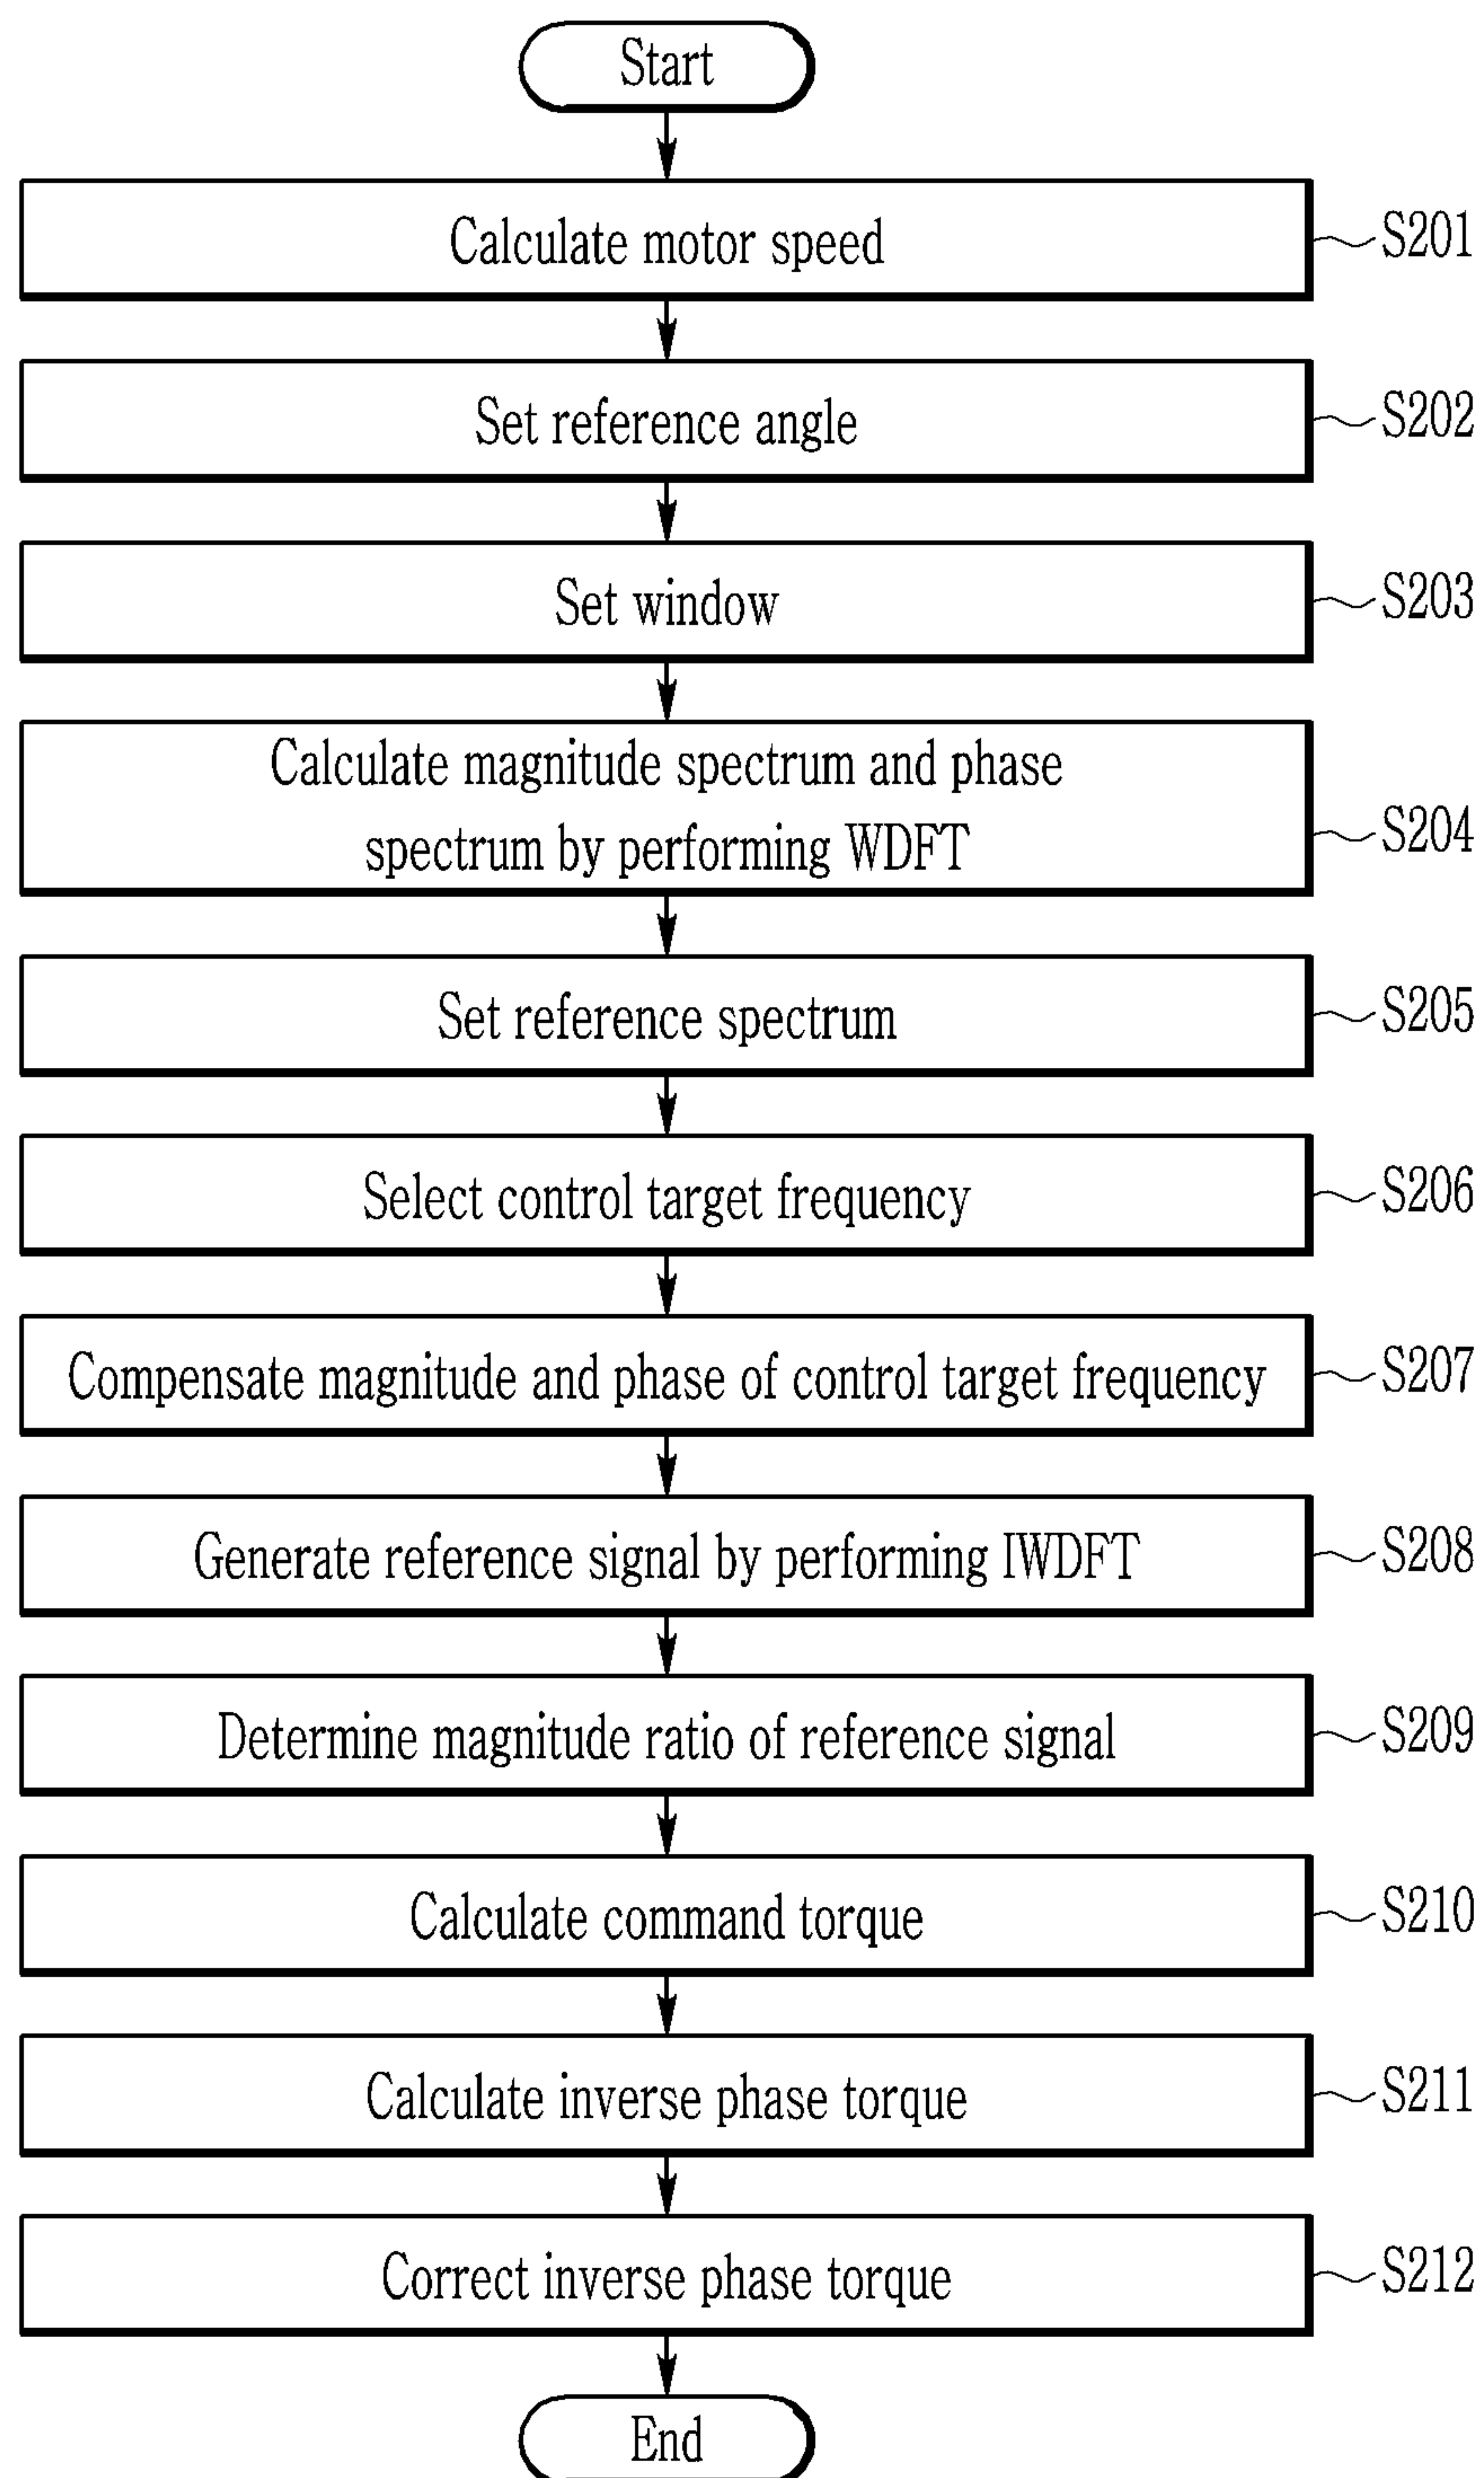 Start
Calculate motor speed
S201
Set reference angle
S202
Set window
S203
Calculate magnitude spectrum and phase
spectrum by performing WDFT
S204
Set reference spectrum
S205
Select control target frequency
S206
Compensate magnitude and phase of control target frequency
S207
Generate reference signal by performing IWDFT
S208
Determine magnitude ratio of reference signal
S209
Calculate command torque
S210
Calculate inverse phase torque
S211
Correct inverse phase torque
S212
End